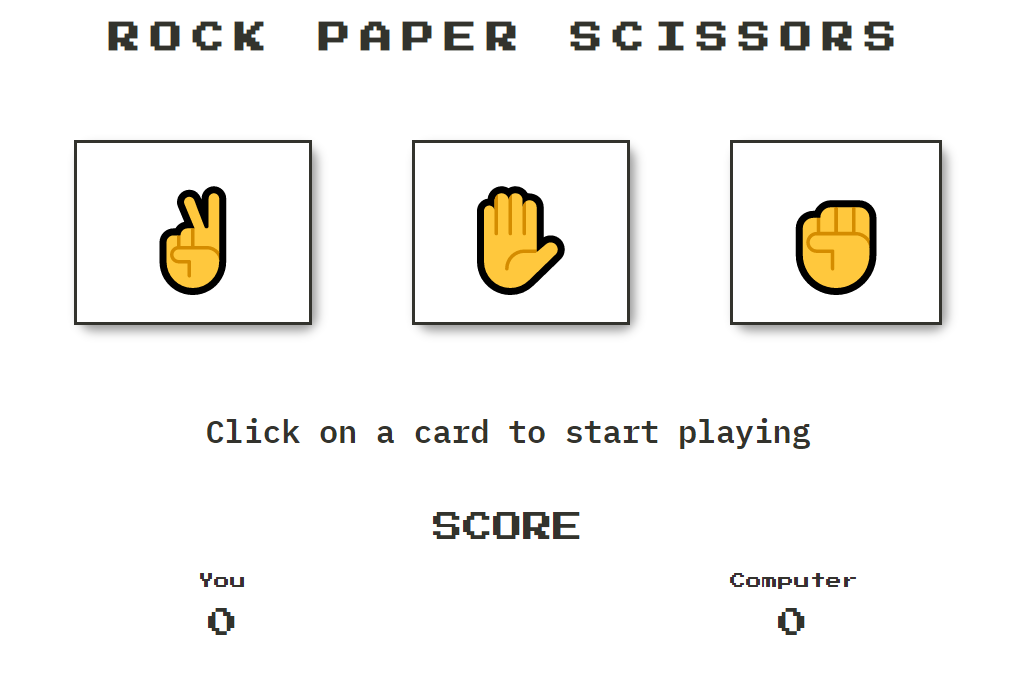 ROCK PAPER SCISSORS
Click on a card to start playing
SCORE
You
Computer
0
0